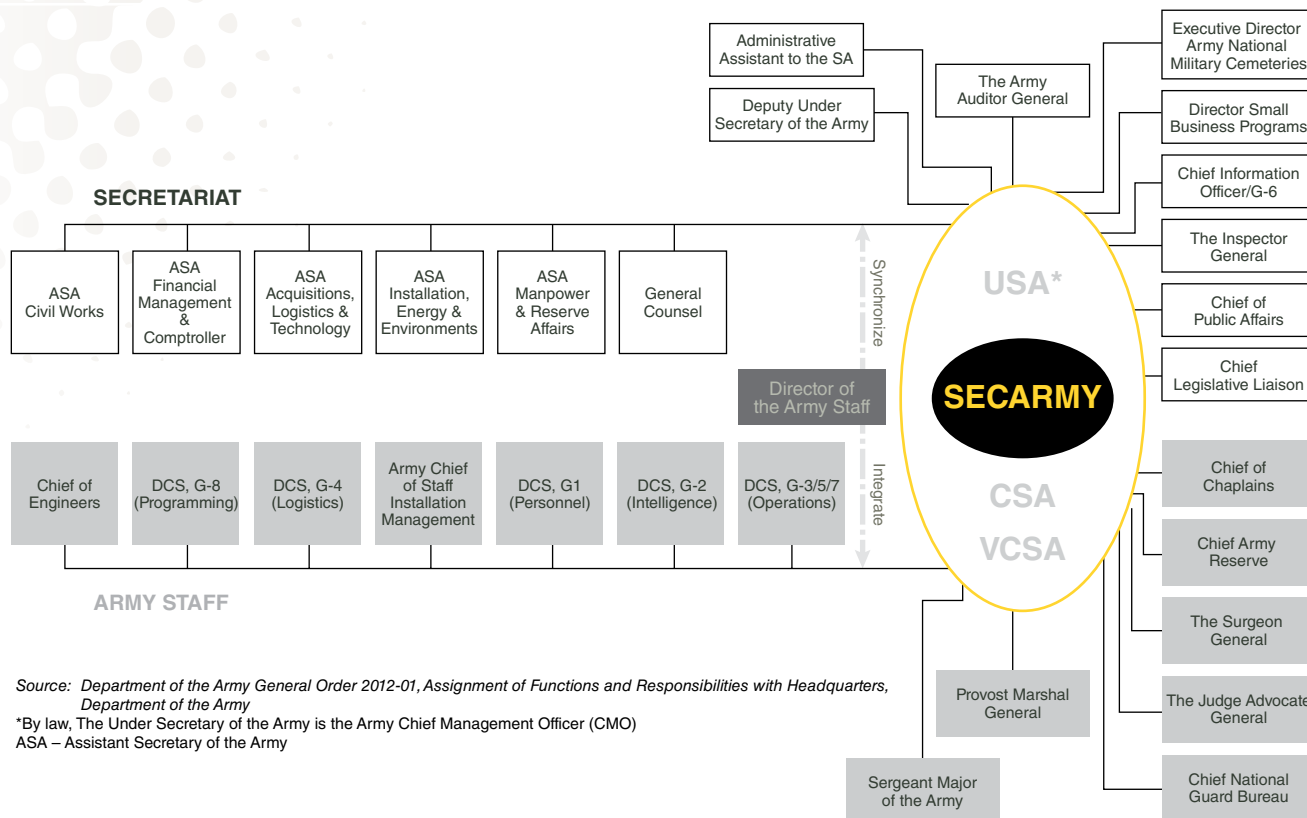 Administrative
Assistant to the SA
Deputy Under
Secretary of the Army
The Army
Auditor General
Executive Director
Army National
Military Cemeteries
Director Small
Business Programs
Chief Information
Officer/G-6
The Inspector
General
Chief of
Public Affairs
Chief
Legislative Liaison
SECRETARIAT
ASA
Civil Works
ASA
Financial
Management
&
Comptroller
ASA
Acquisitions,
Logistics &
Technology
ASA
Installation,
Energy &
Environments
ASA
Manpower
& Reserve
Affairs
General
Counsel
Synchronize
USA*
Director of
the Army Staff
SECARMY
Integrate
CSA
VCSA
Chief of
Engineers
DCS, G-8
(Programming)
DCS, G-4
(Logistics)
Army Chief
of Staff
Installation
Management
DCS, G1
(Personnel)
DCS, G-2
(Intelligence)
DCS, G-3/5/7
(Operations)
ARMY STAFF
Chief of
Chaplains
Chief Army
Reserve
The Surgeon
General
The Judge Advocate
General
Chief National
Guard Bureau
Provost Marshal
General
Sergeant Major
of the Army
Source: Department of the Army General Order 2012-01, Assignment of Functions and Responsibilities with Headquarters,
Department of the Army
*By law, The Under Secretary of the Army is the Army Chief Management Officer (CMO)
ASA – Assistant Secretary of the Army